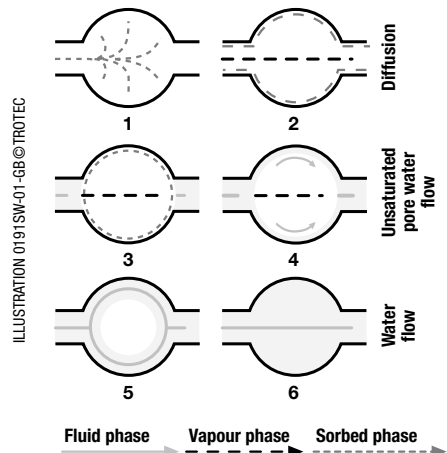 ILLUSTRATION 0191SW-01-GB©TROTEC
1
2
Diffusion
3
4
Unsaturated
pore water
flow
5
6
Water
flow
Fluid phase
Vapour phase
Sorbed phase